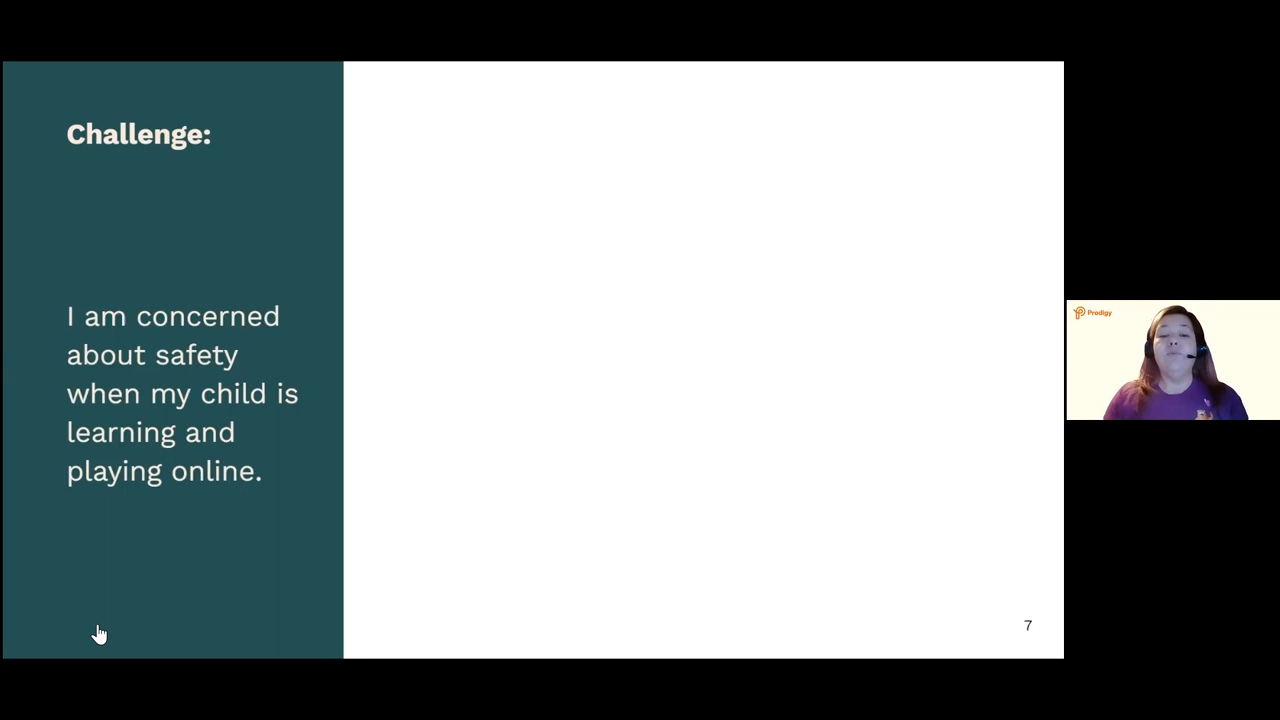 Challenge:
I am concerned
about safety
when my child is
learning and
playing online.
7
Prodigy